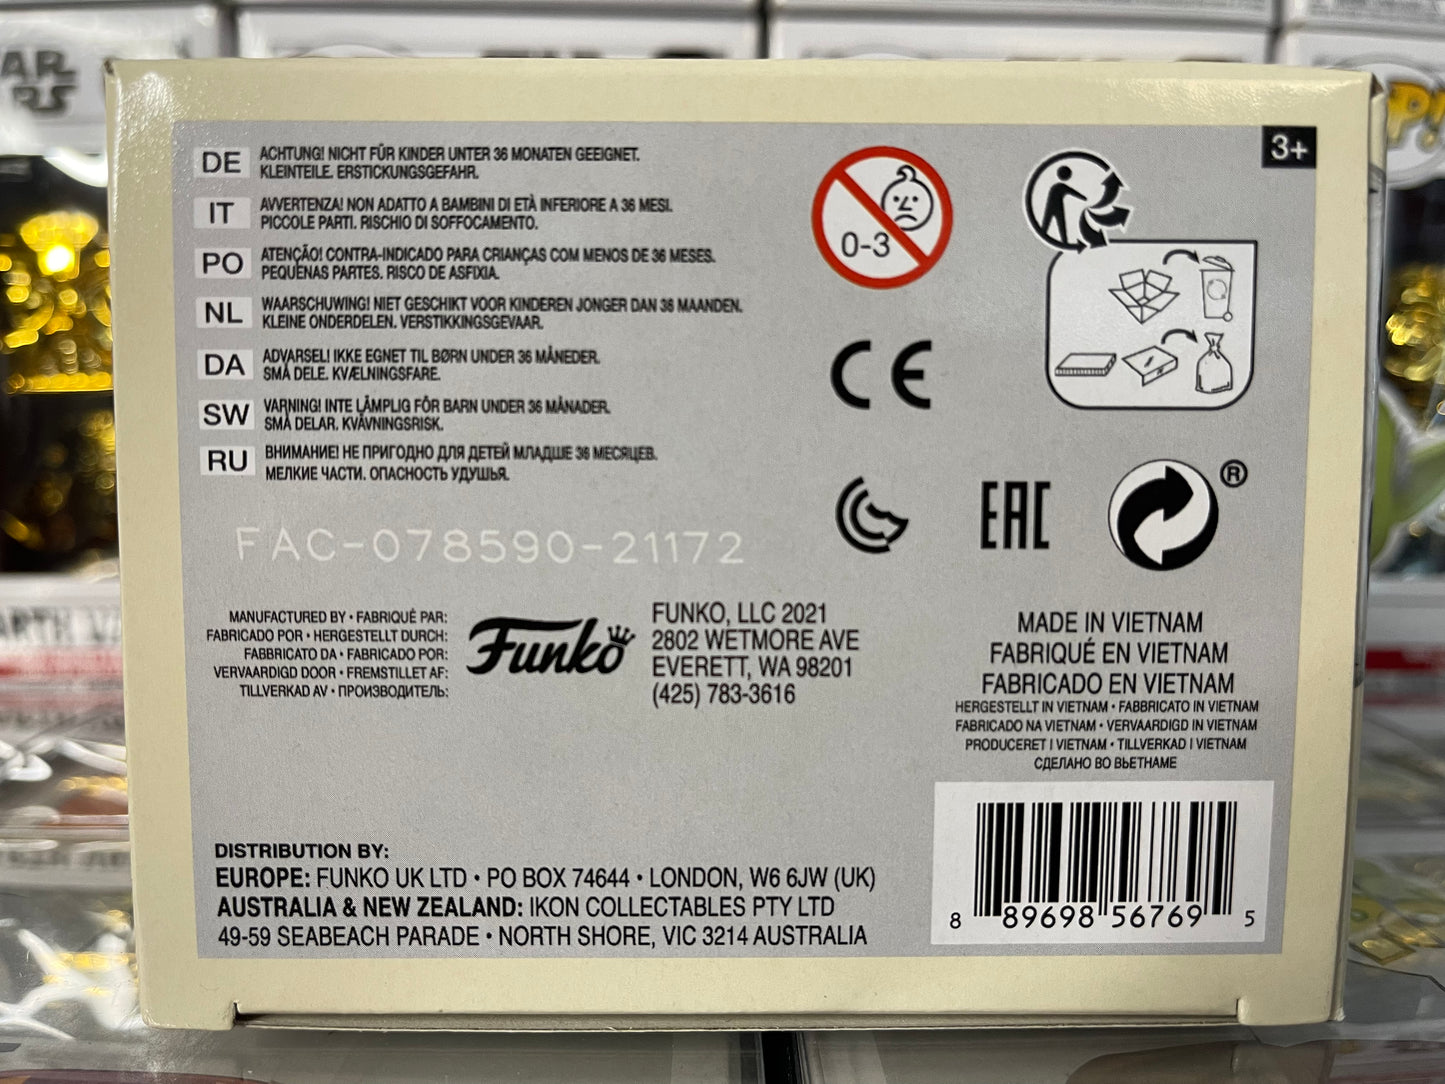 AR
RS
P!
3+
DE ACHTUNG! NICHT FÜR KINDER UNTER 36 MONATEN GEEIGNET.
KLEINTEILE. ERSTICKUNGSGEFAHR.
IT AVVERTENZA! NON ADATTO A BAMBINI DI ETÀ INFERIORE A 36 MESI.
PICCOLE PARTI. RISCHIO DI SOFFOCAMENTO.
PO ATENÇÃO! CONTRA-INDICADO PARA CRIANÇAS COM MENOS DE 36 MESES.
PEQUENAS PARTES. RISCO DE ASFIXIA.
NL WAARSCHUWING! NIET GESCHIKT VOOR KINDEREN JONGER DAN 36 MAANDEN.
KLEINE ONDERDELEN. VERSTIKKINGSGEVAAR.
DA ADVARSEL! IKKE EGNET TIL BØRN UNDER 36 MÅNEDER.
SMÅ DELE. KVÆLNINGSFARE.
SW VARNING! INTE LÄMPLIG FÖR BARN UNDER 36 MÅNADER.
SMÅ DELAR. KVÄVNINGSRISK.
RU ВНИМАНИЕ! НЕ ПРИГОДНО ДЛЯ ДЕТЕЙ МЛАДШЕ 36 МЕСЯЦЕВ.
МЕЛКИЕ ЧАСТИ. ОПАСНОСТЬ УДУШЬЯ.
0-3
CE
EAC
®
FAC-078590-21172
MANUFACTURED BY • FABRIQUÉ PAR:
FABRICADO POR • HERGESTELLT DURCH:
FABBRICATO DA • FABRICADO POR:
VERVAARDIGD DOOR • FREMSTILLET AF:
TILLVERKAD AV • ПРОИЗВОДИТЕЛЬ:
Funko
FUNKO, LLC 2021
2802 WETMORE AVE
EVERETT, WA 98201
(425) 783-3616
MADE IN VIETNAM
FABRIQUÉ EN VIETNAM
FABRICADO EN VIETNAM
HERGESTELLT IN VIETNAM • FABBRICATO IN VIETNAM
FABRICADO NA VIETNAM • VERVAARDIGD IN VIETNAM
PRODUCERET I VIETNAM • TILLVERKAD I VIETNAM
СДЕЛАНО ВО ВЬЕТНАМЕ
DISTRIBUTION BY:
EUROPE: FUNKO UK LTD • PO BOX 74644 • LONDON, W6 6JW (UK)
AUSTRALIA & NEW ZEALAND: IKON COLLECTABLES PTY LTD
49-59 SEABEACH PARADE • NORTH SHORE, VIC 3214 AUSTRALIA
8 89698 56769 5